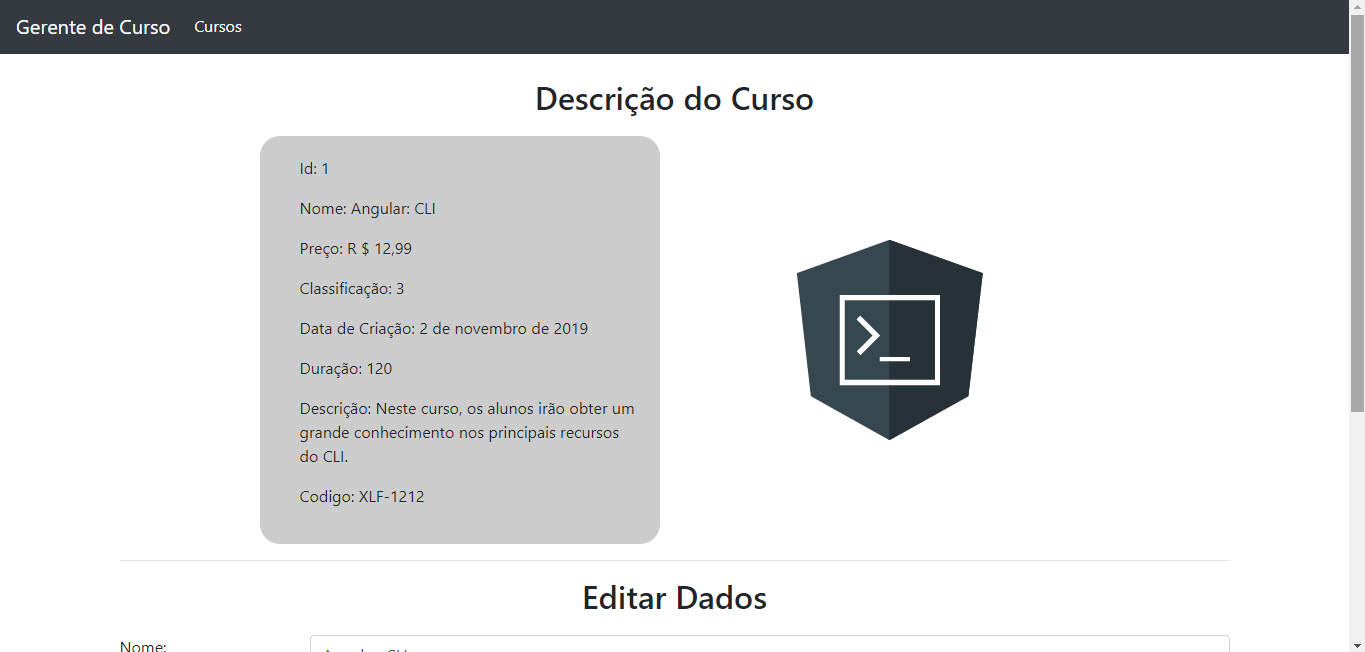 Gerente de Curso Cursos
Descrição do Curso
Id: 1
Nome: Angular: CLI
Preço: R $ 12,99
Classificação: 3
Data de Criação: 2 de novembro de 2019
Duração: 120
Descrição: Neste curso, os alunos irão obter um
grande conhecimento nos principais recursos
do CLI.
Codigo: XLF-1212
Editar Dados
Nome: